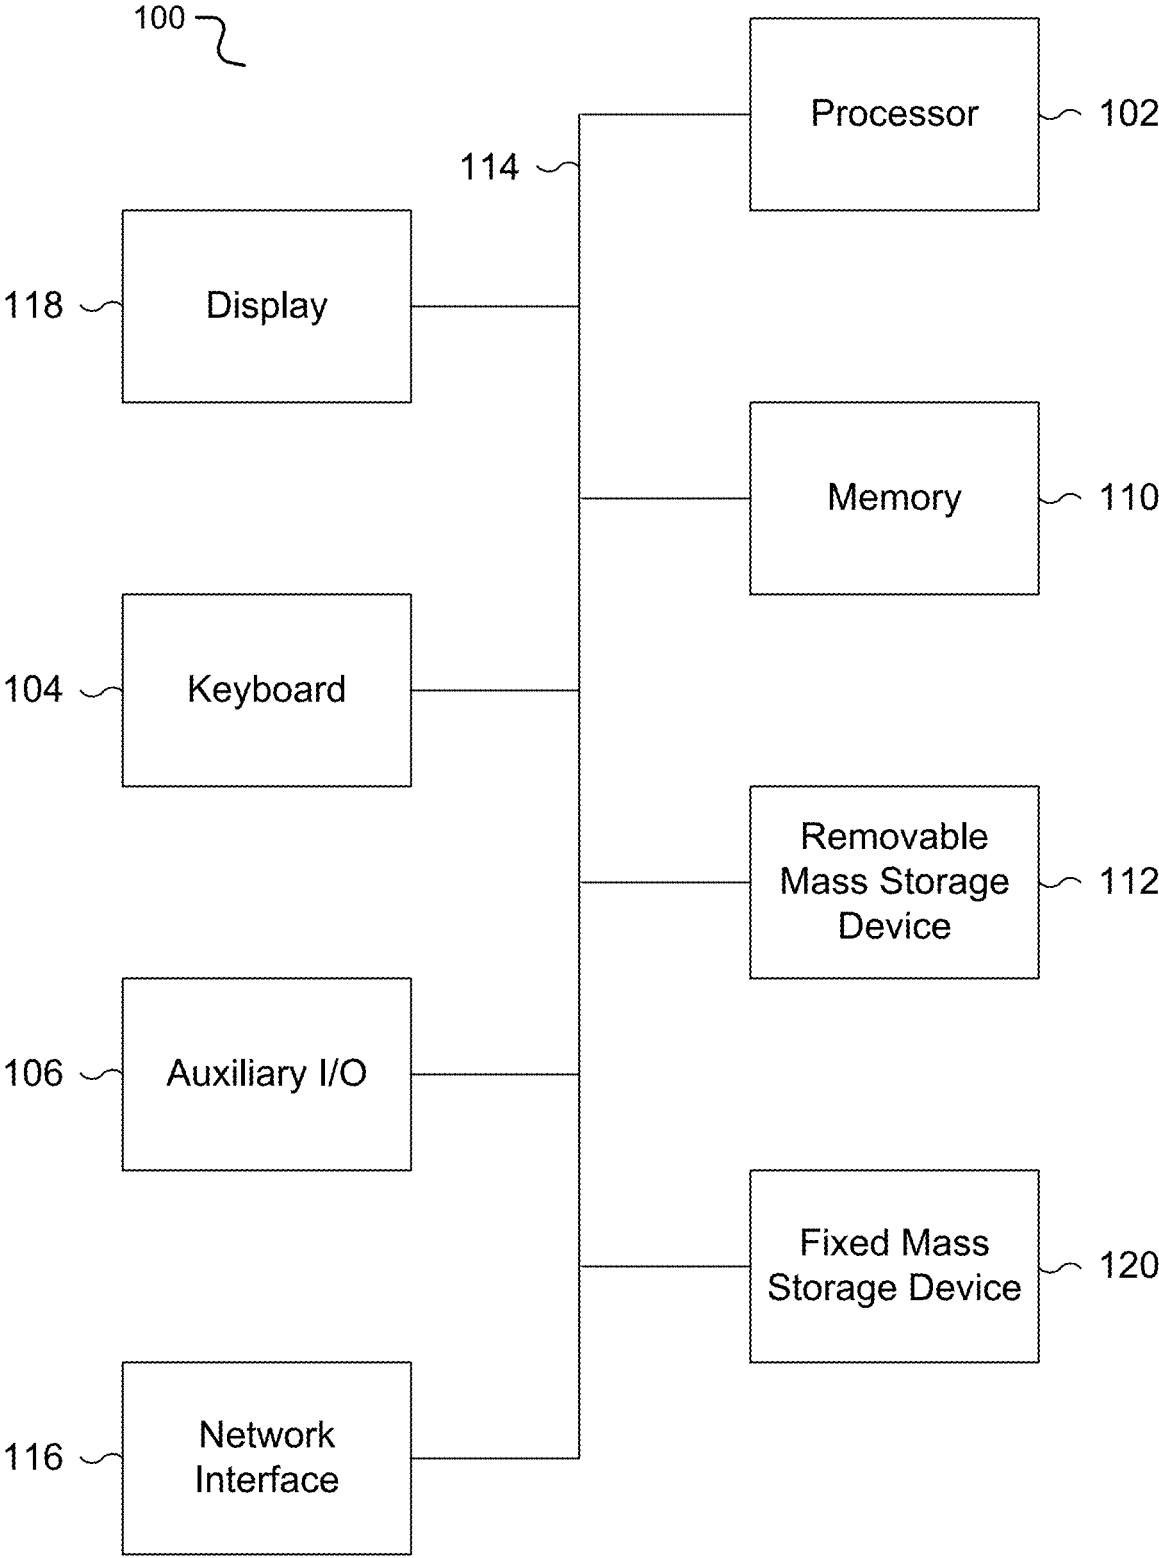 100
Processor
102
114
118
Display
Memory
110
104
Keyboard
Removable
Mass Storage
Device
112
106
Auxiliary I/O
Fixed Mass
Storage Device
120
116
Network
Interface